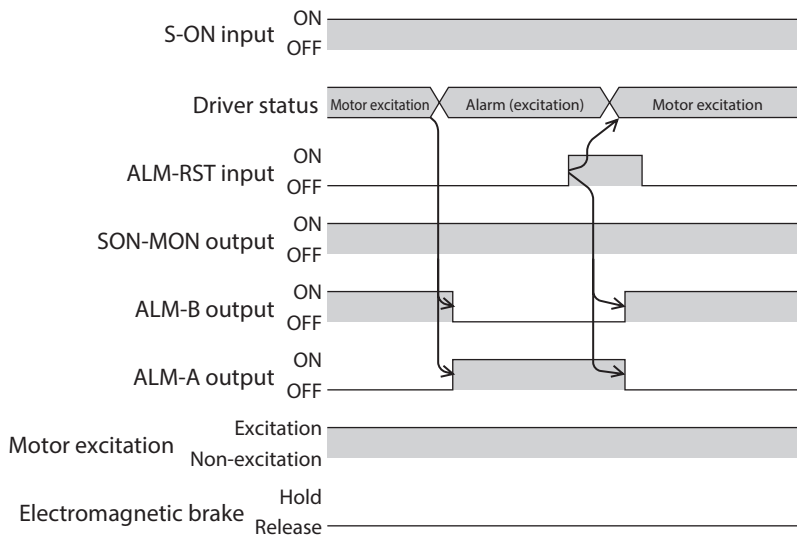 S-ON input
ON
OFF
Driver status
Motor excitation
Alarm (excitation)
Motor excitation
ALM-RST input
ON
OFF
SON-MON output
ON
OFF
ALM-B output
ON
OFF
ALM-A output
ON
OFF
Motor excitation
Excitation
Non-excitation
Electromagnetic brake
Hold
Release